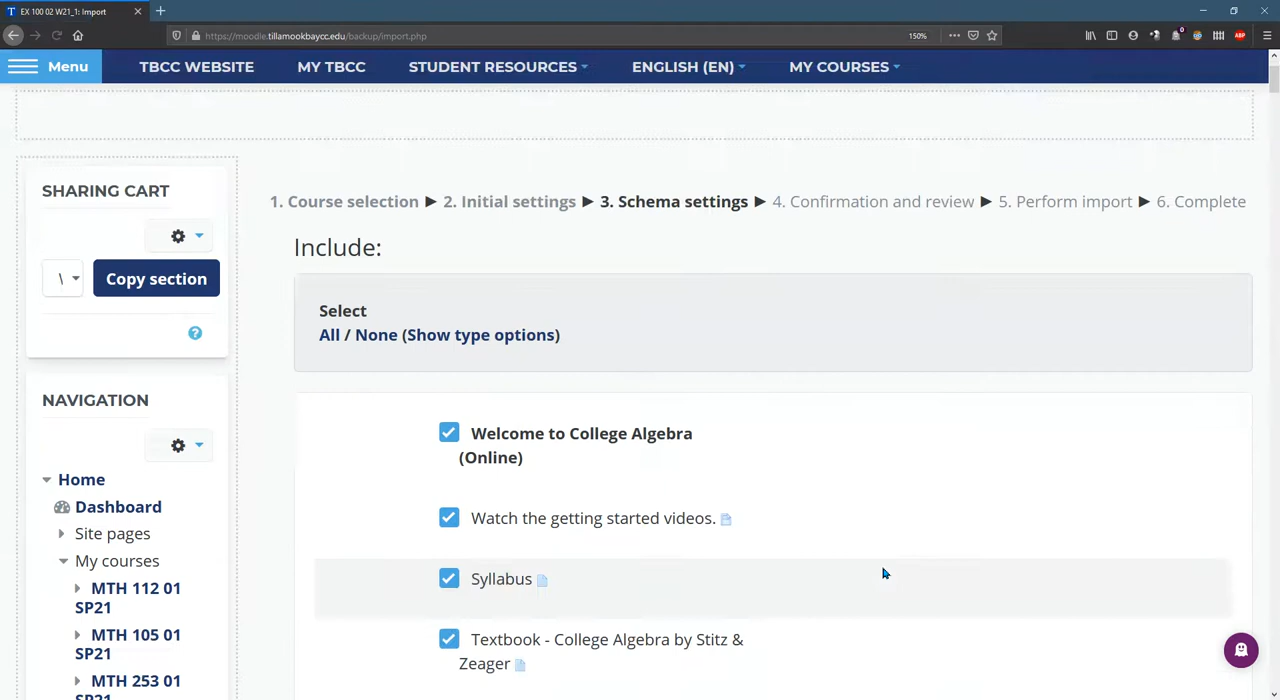 EX 100 02 W21_1: Import
https://moodle.tillamookbaycc.edu/backup/import.php
150%
ABP
Menu
TBCC WEBSITE
MY TBCC
STUDENT RESOURCES
ENGLISH (EN)
MY COURSES
SHARING CART
\
Copy section
NAVIGATION
Home
Dashboard
Site pages
My courses
MTH 112 01
SP21
MTH 105 01
SP21
MTH 253 01
SP21
1. Course selection ► 2. Initial settings ► 3. Schema settings ► 4. Confirmation and review ► 5. Perform import ► 6. Complete
Include:
Select
All / None (Show type options)
Welcome to College Algebra
(Online)
Watch the getting started videos.
Syllabus
Textbook - College Algebra by Stitz &
Zeager